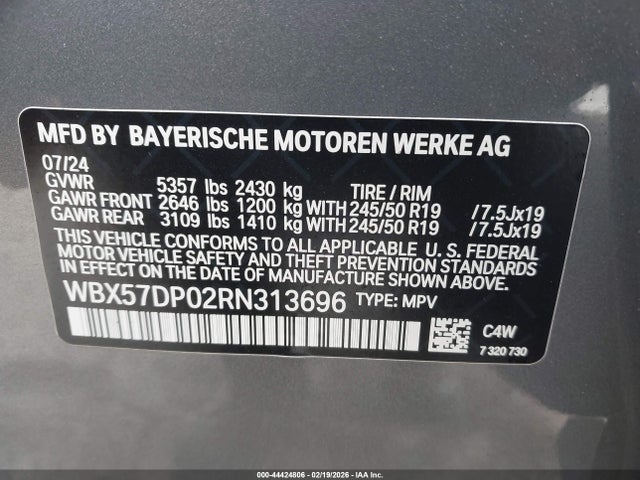 MFD BY BAYERISCHE MOTOREN WERKE AG
07/24
GVWR 5357 lbs 2430 kg TIRE / RIM
GAWR FRONT 2646 lbs 1200 kg WITH 245/50 R19 /7.5Jx19
GAWR REAR 3109 lbs 1410 kg WITH 245/50 R19 /7.5Jx19
THIS VEHICLE CONFORMS TO ALL APPLICABLE U.S. FEDERAL
MOTOR VEHICLE SAFETY AND THEFT PREVENTION STANDARDS
IN EFFECT ON THE DATE OF MANUFACTURE SHOWN ABOVE.
WBX57DP02RN313696 TYPE: MPV
C4W
7 320 730
000-44424806 - 02/19/2026 - IAA Inc.